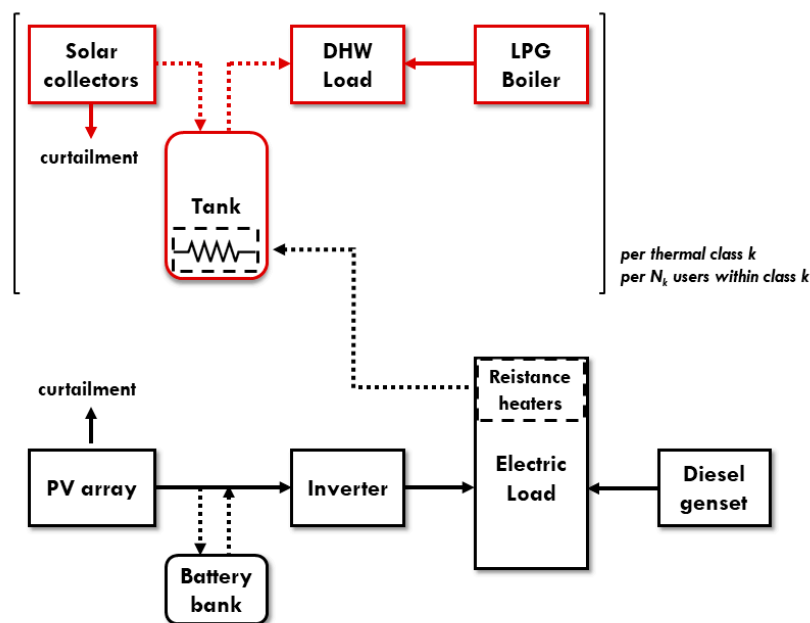 Solar
collectors
DHW
Load
LPG
Boiler
curtailment
Tank
per thermal class k
per Nₖ users within class k
curtailment
Reistance
heaters
PV array
Inverter
Electric
Load
Diesel
genset
Battery
bank